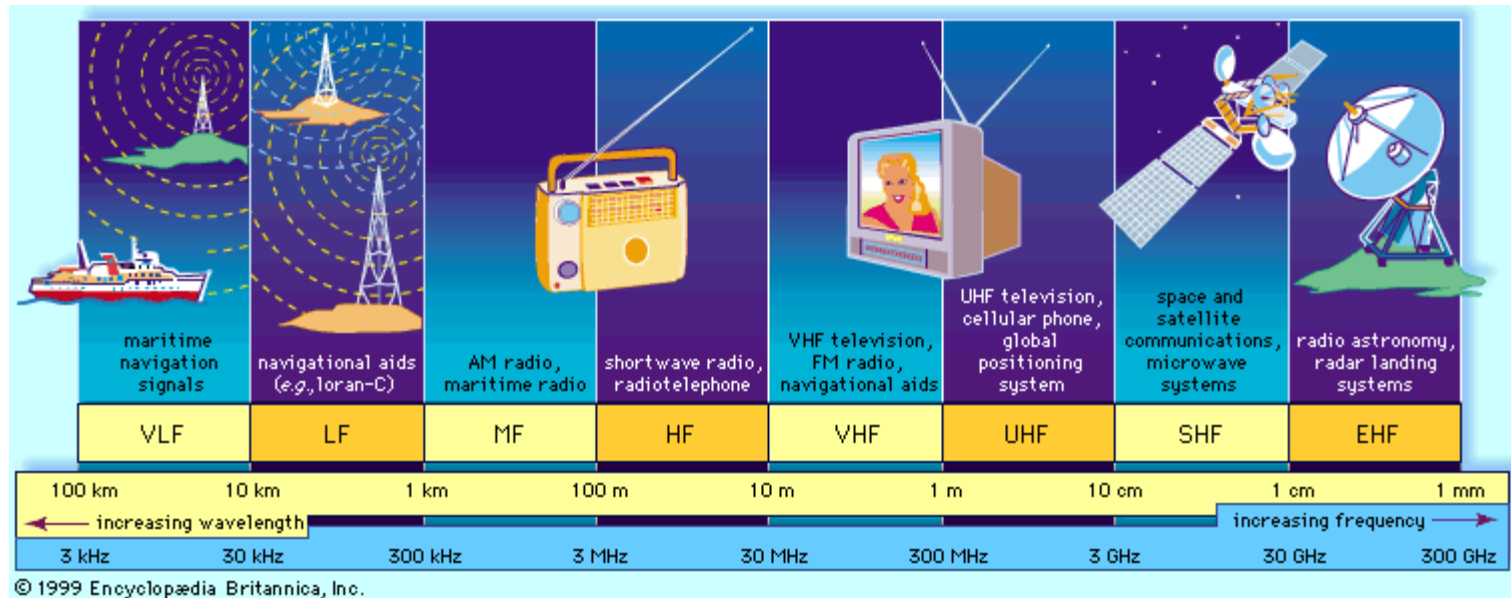 maritime
navigation
signals
navigational aids
(e.g., loran-C)
AM radio,
maritime radio
shortwave radio,
radiotelephone
VHF television,
FM radio,
navigational aids
UHF television,
cellular phone,
global
positioning
system
space and
satellite
communications,
microwave
systems
radio astronomy,
radar landing
systems
VLF LF MF HF VHF UHF SHF EHF
100 km 10 km 1 km 100 m 10 m 1 m 10 cm 1 cm 1 mm
increasing wavelength increasing frequency
3 kHz 30 kHz 300 kHz 3 MHz 30 MHz 300 MHz 3 GHz 30 GHz 300 GHz
© 1999 Encyclopædia Britannica, Inc.